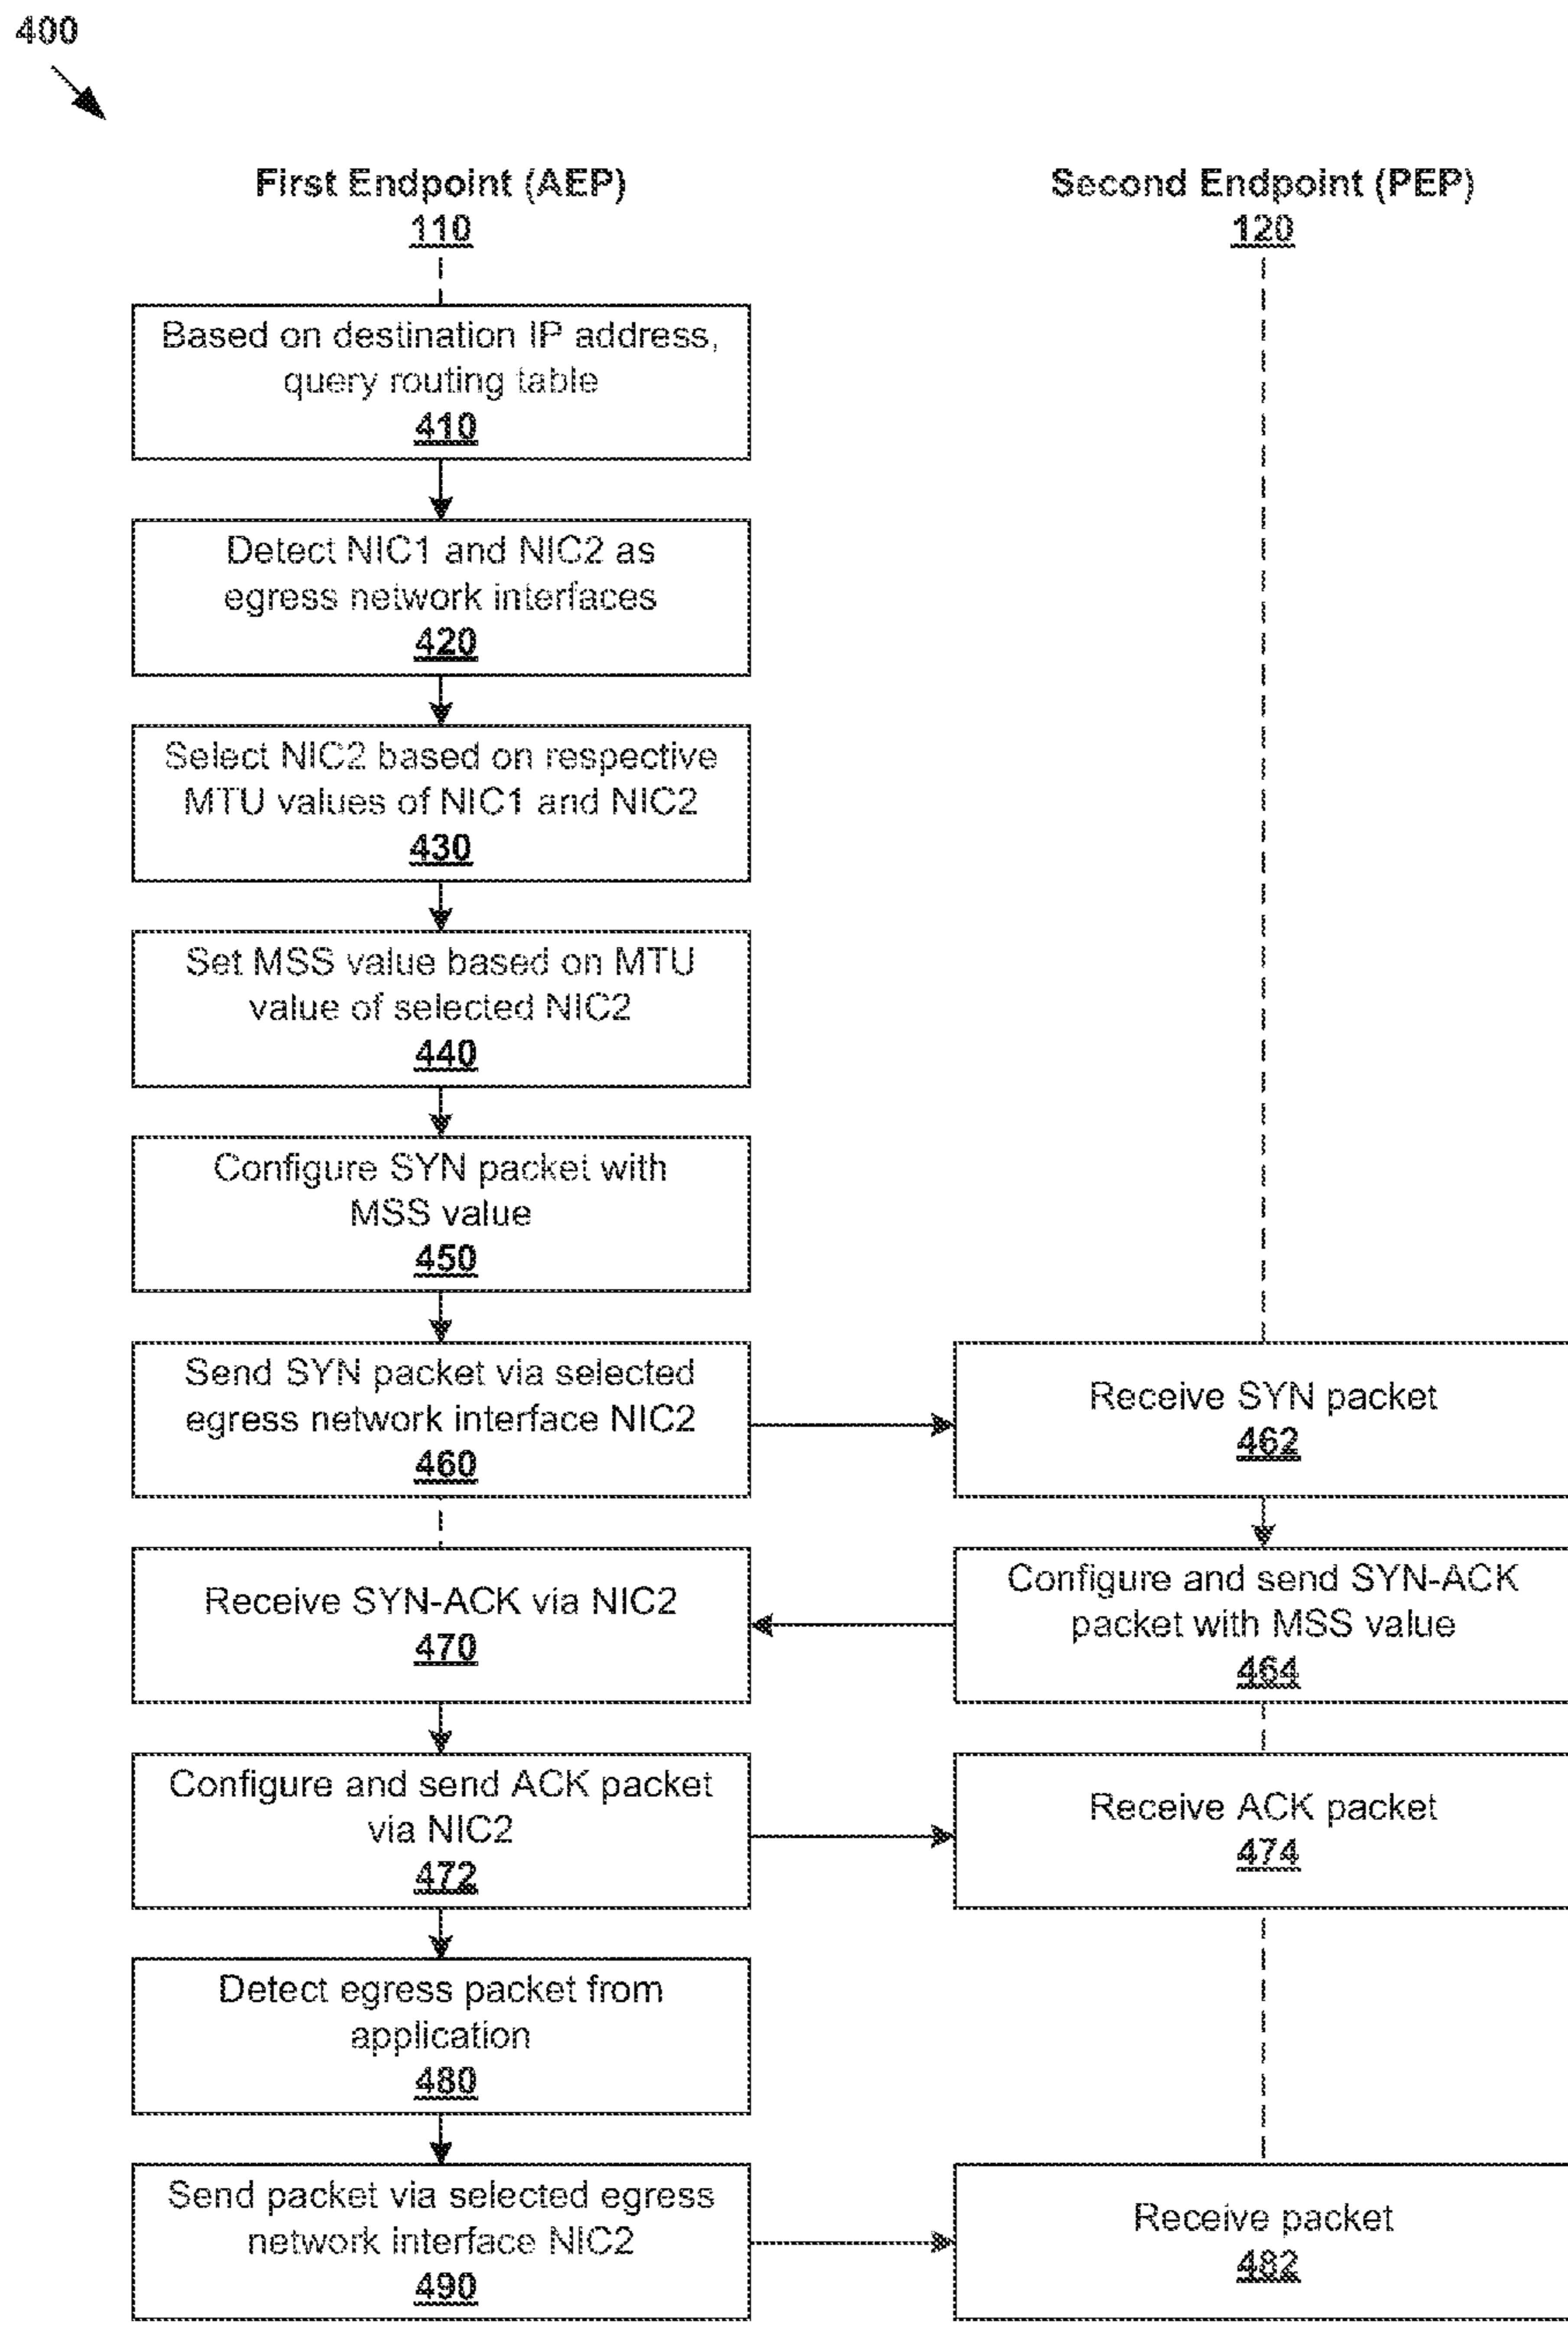 400
First Endpoint (AEP)
110
Second Endpoint (PEP)
120
Based on destination IP address,
query routing table
410
Detect NIC1 and NIC2 as
egress network interfaces
420
Select NIC2 based on respective
MTU values of NIC1 and NIC2
430
Set MSS value based on MTU
value of selected NIC2
440
Configure SYN packet with
MSS value
450
Send SYN packet via selected
egress network interface NIC2
460
Receive SYN packet
462
Receive SYN-ACK via NIC2
470
Configure and send SYN-ACK
packet with MSS value
464
Configure and send ACK packet
via NIC2
472
Receive ACK packet
474
Detect egress packet from
application
480
Send packet via selected egress
network interface NIC2
490
Receive packet
482